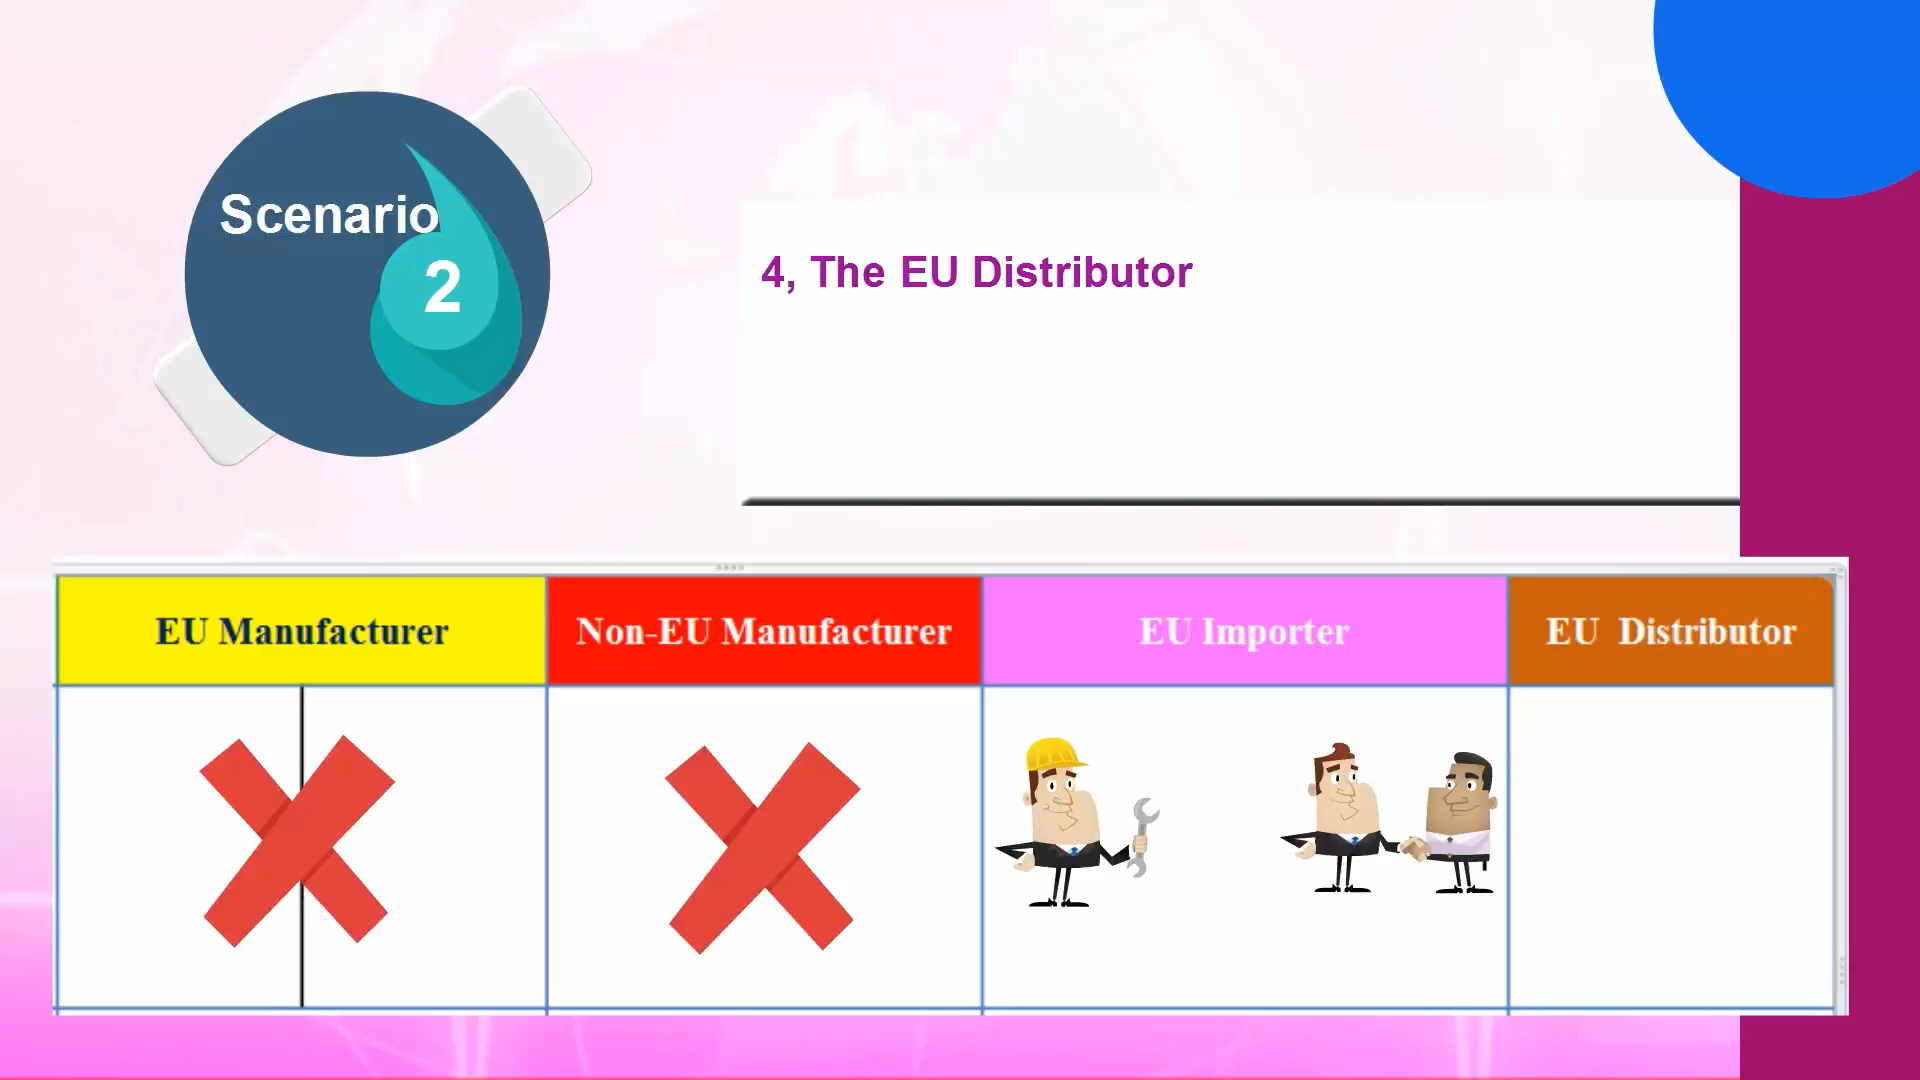 Scenario
2
4, The EU Distributor
EU Manufacturer
Non-EU Manufacturer
EU Importer
EU Distributor